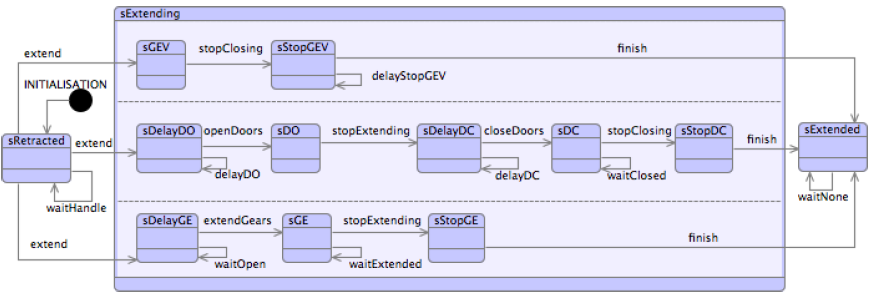 sExtending
sGEV
stopClosing
sStopGEV
finish
extend
delayStopGEV
INITIALISATION
sRetracted
extend
sDelayDO
openDoors
sDO
stopExtending
sDelayDC
closeDoors
sDC
stopClosing
sStopDC
finish
sExtended
delayDO
delayDC
waitClosed
waitHandle
waitNone
sDelayGE
extendGears
sGE
stopExtending
sStopGE
extend
finish
waitOpen
waitExtended